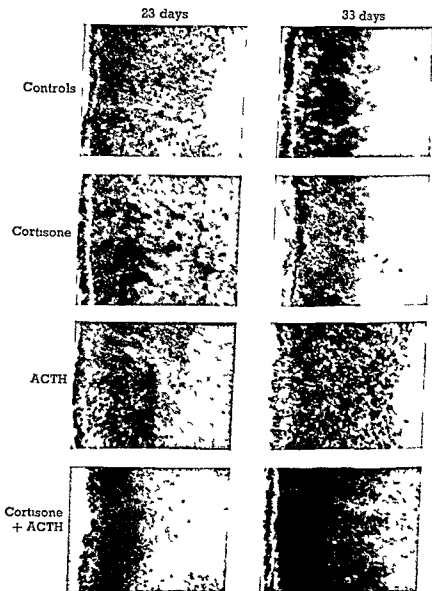 23 days
33 days
Controls
Cortisone
ACTH
Cortisone
+ ACTH